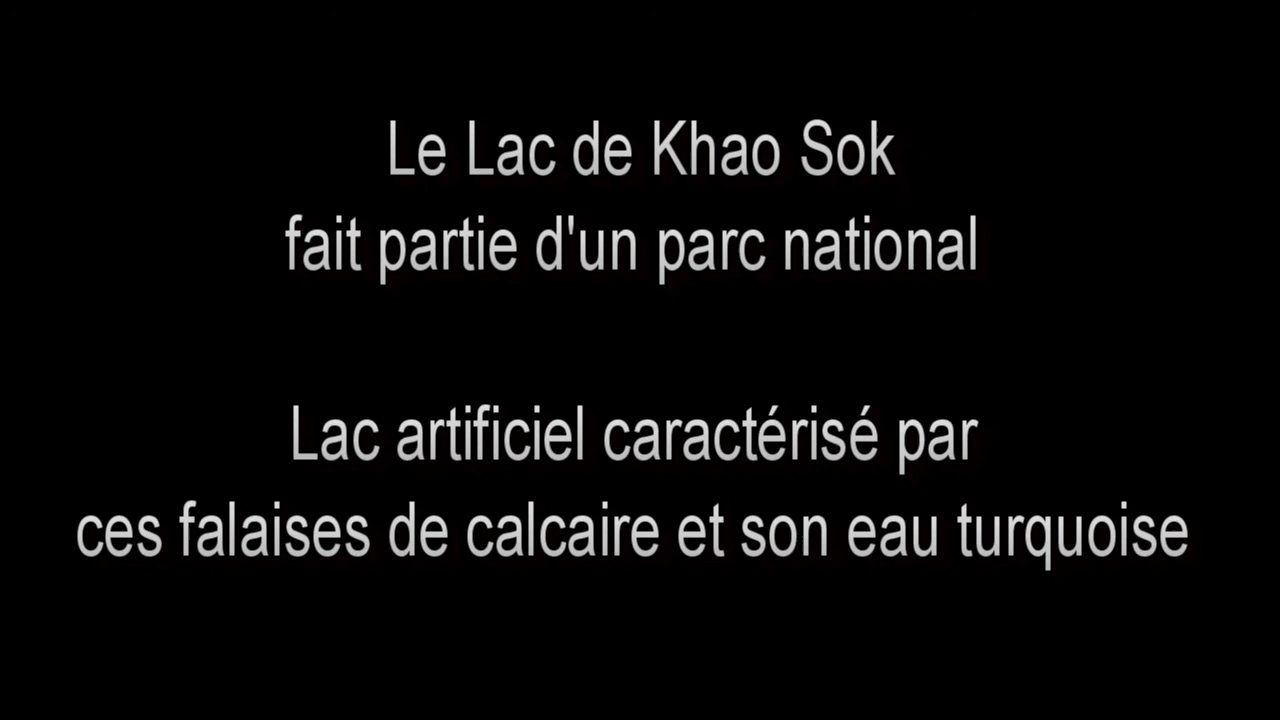 Le Lac de Khao Sok
fait partie d'un parc national
Lac artificiel caractérisé par
ces falaises de calcaire et son eau turquoise